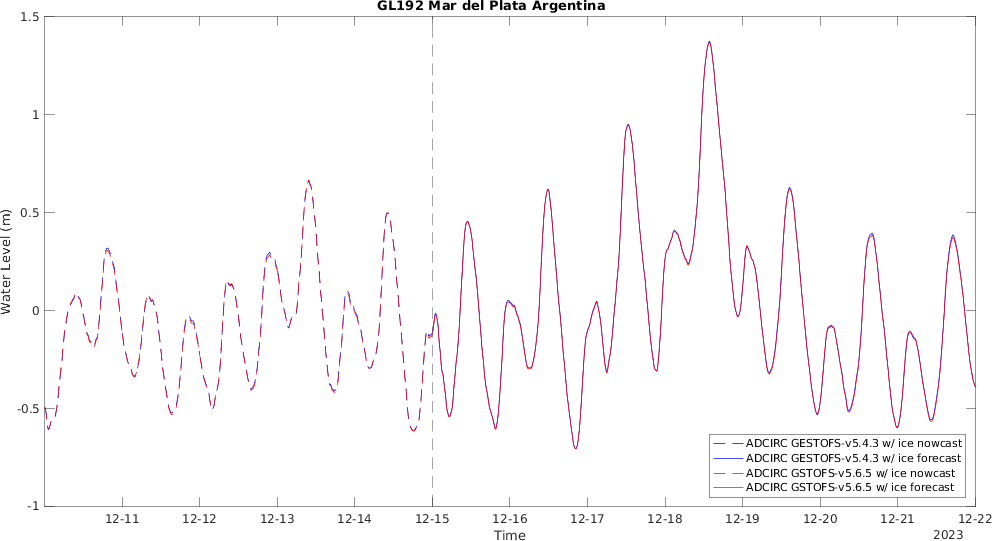 GL192 Mar del Plata Argentina
1.5
1
0.5
0
-0.5
-1
Water Level (m)
12-11 12-12 12-13 12-14 12-15 12-16 12-17 12-18 12-19 12-20 12-21 12-22
Time
2023
ADCIRC GESTOFS-v5.4.3 w/ ice nowcast
ADCIRC GESTOFS-v5.4.3 w/ ice forecast
ADCIRC GSTOFS-v5.6.5 w/ ice nowcast
ADCIRC GSTOFS-v5.6.5 w/ ice forecast